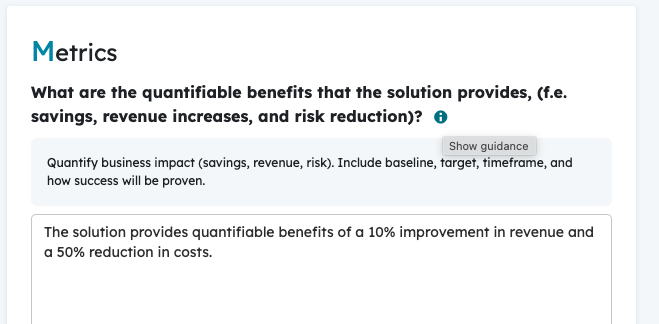 Metrics
What are the quantifiable benefits that the solution provides, (f.e.
savings, revenue increases, and risk reduction)?
Show guidance
Quantify business impact (savings, revenue, risk). Include baseline, target, timeframe, and
how success will be proven.
The solution provides quantifiable benefits of a 10% improvement in revenue and
a 50% reduction in costs.